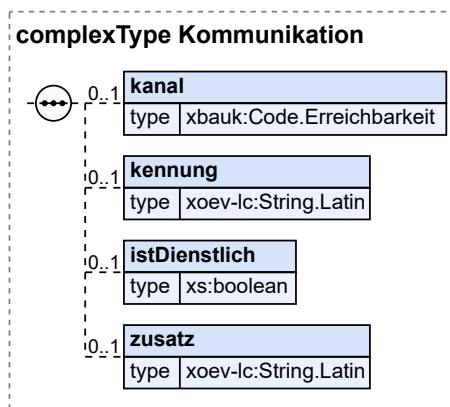 complexType Kommunikation
0..1 kanal
type xbauk:Code.Erreichbarkeit
0..1 kennung
type xoev-lc:String.Latin
0..1 istDienstlich
type xs:boolean
0..1 zusatz
type xoev-lc:String.Latin